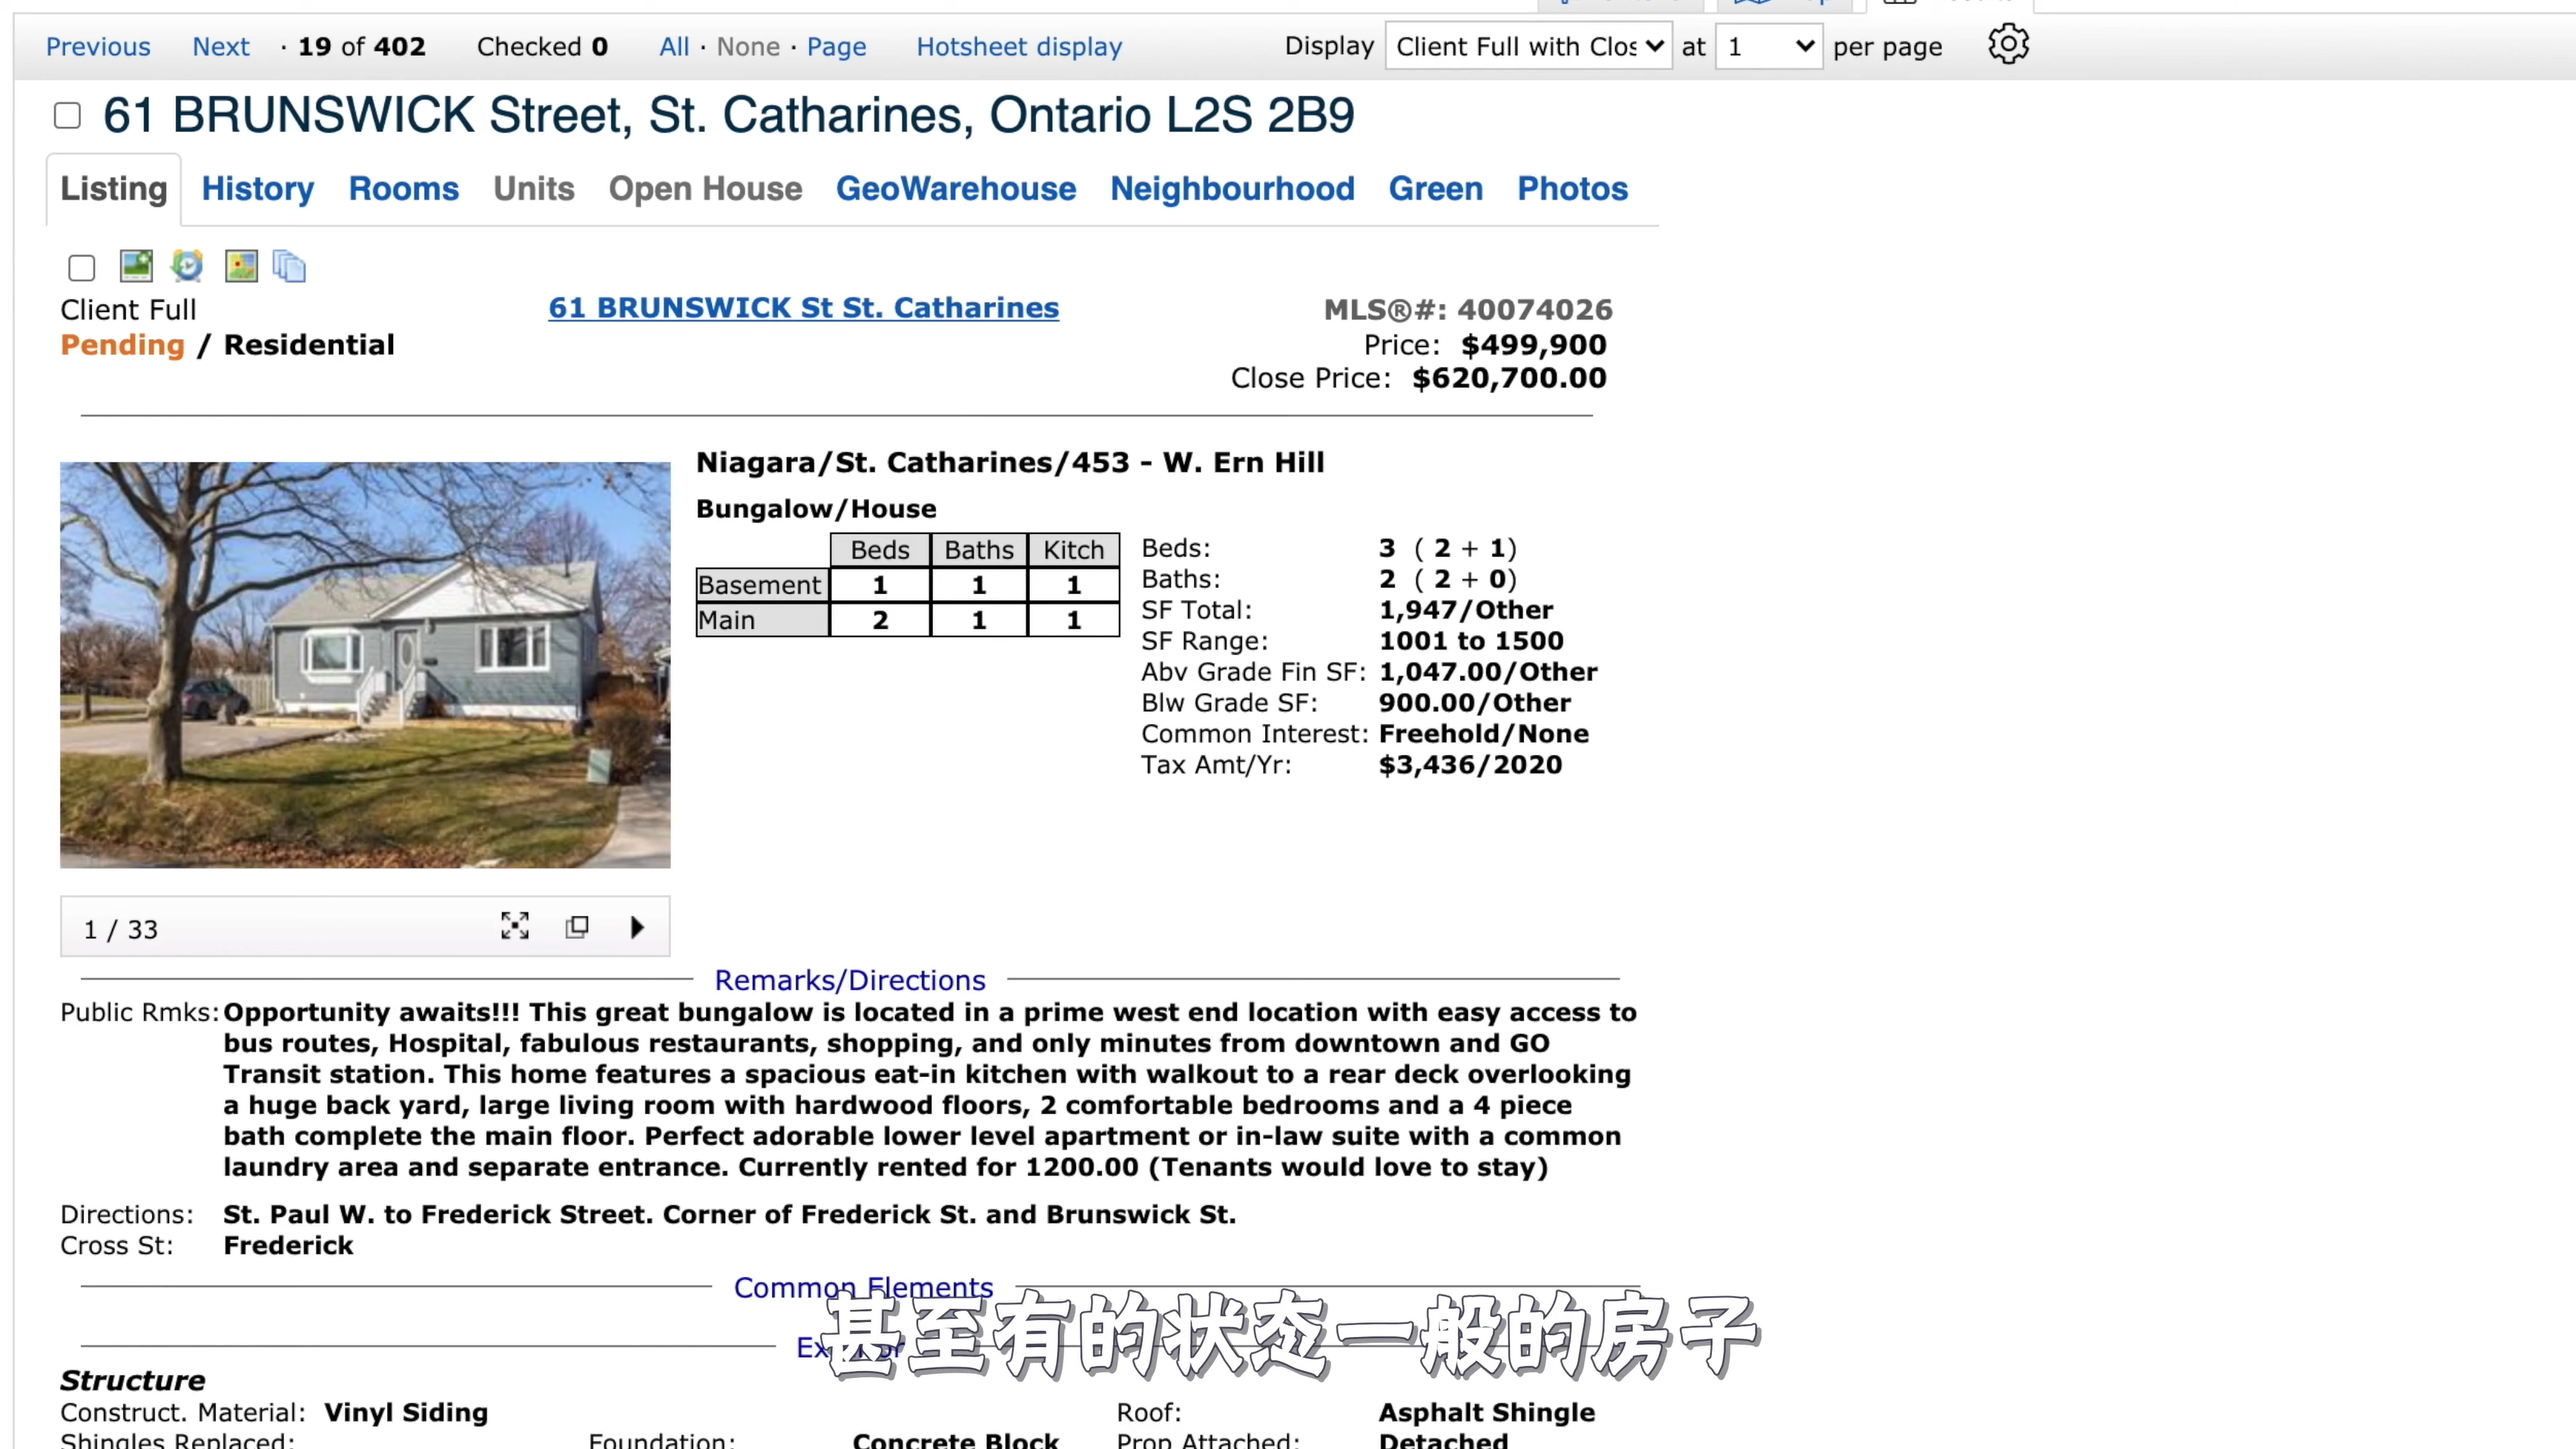 Previous Next · 19 of 402 Checked 0 All · None · Page Hotsheet display Display Client Full with Clos at 1 per page
61 BRUNSWICK Street, St. Catharines, Ontario L2S 2B9
Listing History Rooms Units Open House GeoWarehouse Neighbourhood Green Photos
Client Full 61 BRUNSWICK St St. Catharines MLS®#: 40074026
Pending / Residential Price: $499,900
Close Price: $620,700.00
Niagara/St. Catharines/453 - W. Ern Hill
Bungalow/House
Beds Baths Kitch
Basement 1 1 1
Main 2 1 1
Beds: 3 ( 2 + 1)
Baths: 2 ( 2 + 0)
SF Total: 1,947/Other
SF Range: 1001 to 1500
Abv Grade Fin SF: 1,047.00/Other
Blw Grade SF: 900.00/Other
Common Interest: Freehold/None
Tax Amt/Yr: $3,436/2020
1 / 33
Remarks/Directions
Public Rmks: Opportunity awaits!!! This great bungalow is located in a prime west end location with easy access to
bus routes, Hospital, fabulous restaurants, shopping, and only minutes from downtown and GO
Transit station. This home features a spacious eat-in kitchen with walkout to a rear deck overlooking
a huge back yard, large living room with hardwood floors, 2 comfortable bedrooms and a 4 piece
bath complete the main floor. Perfect adorable lower level apartment or in-law suite with a common
laundry area and separate entrance. Currently rented for 1200.00 (Tenants would love to stay)
Directions: St. Paul W. to Frederick Street. Corner of Frederick St. and Brunswick St.
Cross St: Frederick
Common Elements
甚至有的状态一般的房子
Structure
Construct. Material: Vinyl Siding Roof: Asphalt Shingle
Shingles Replaced: Foundation: Concrete Block Prop Attached: Detached